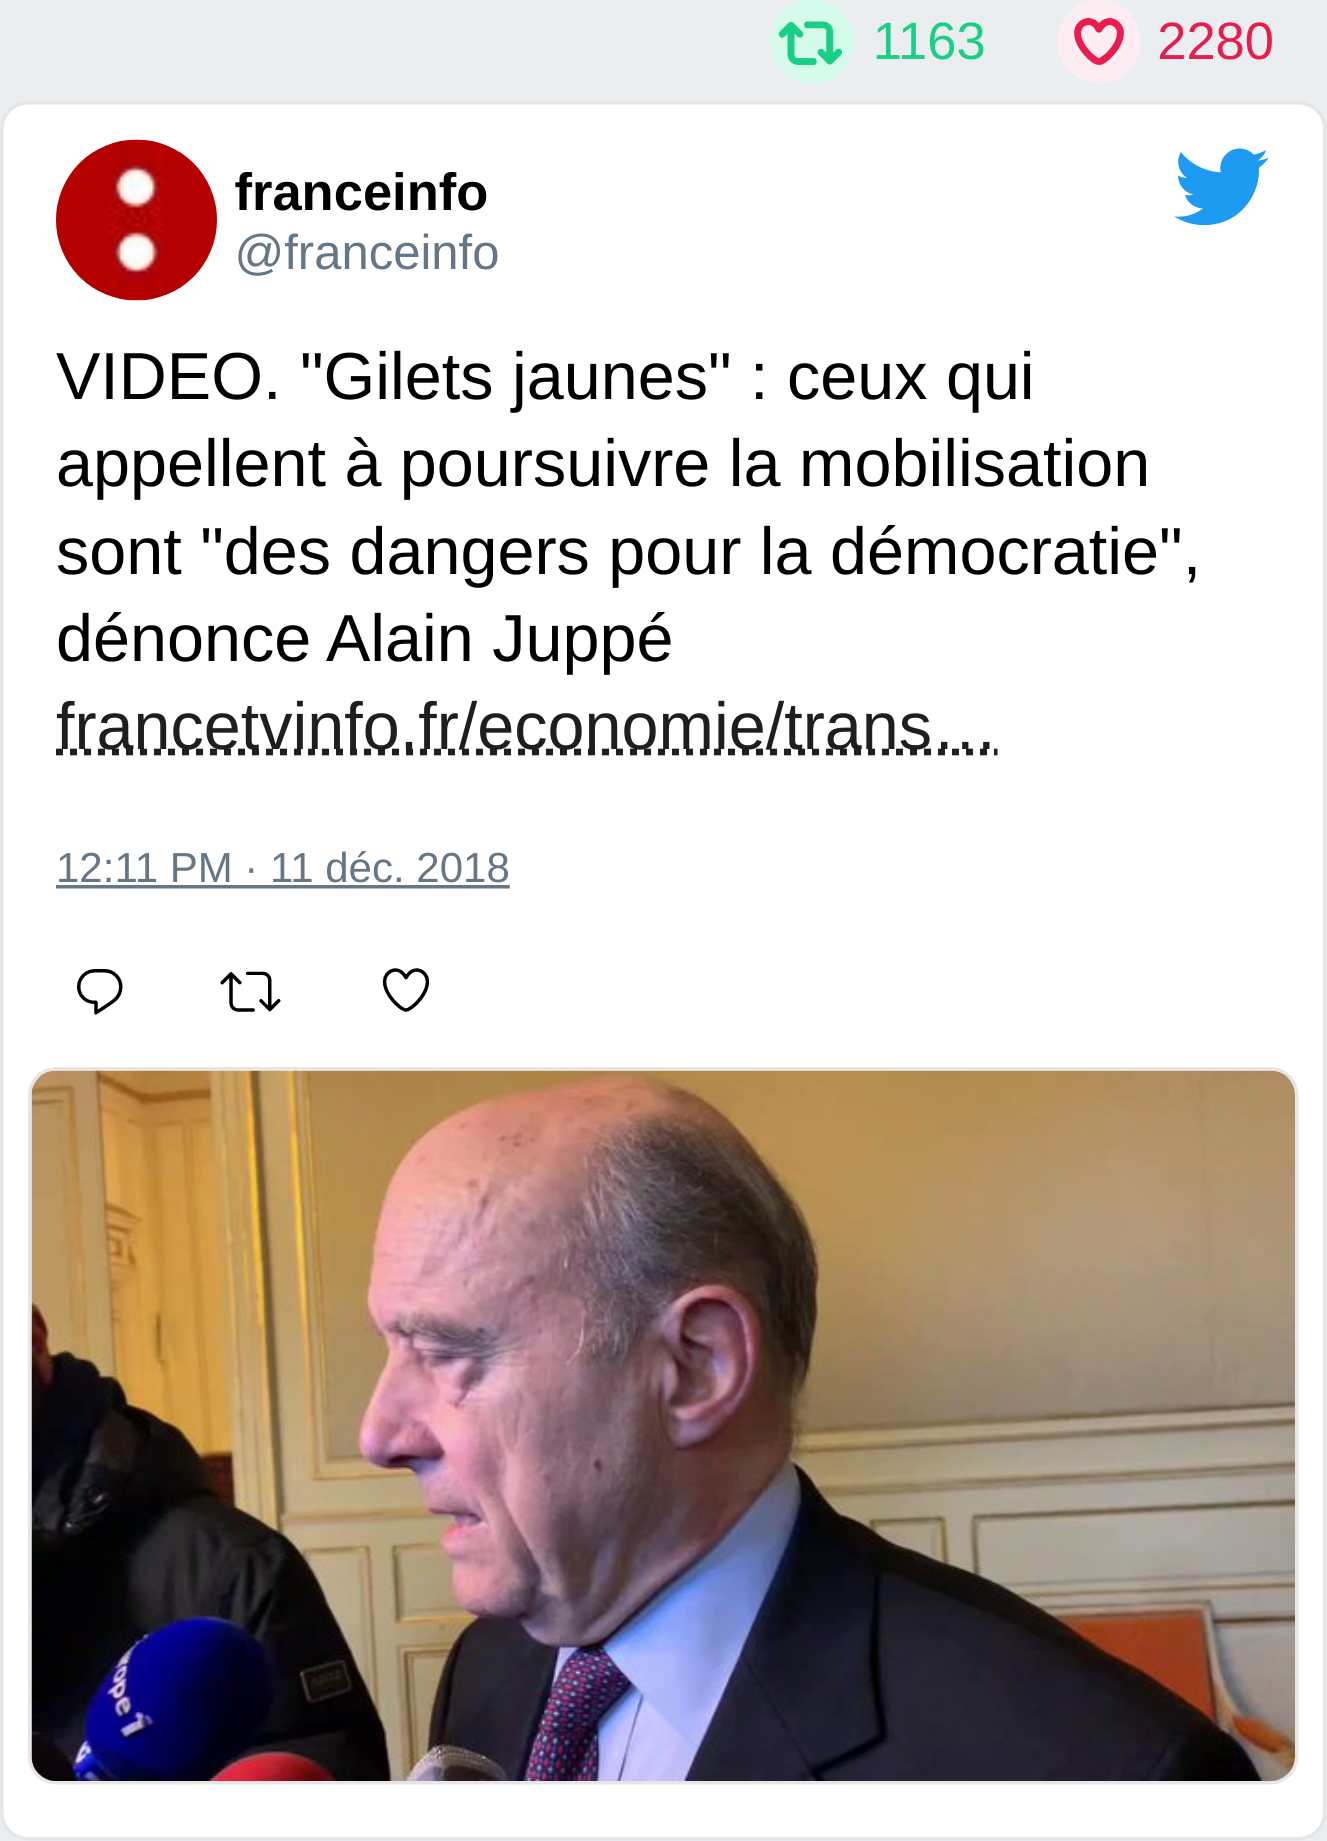 1163 2280
franceinfo
@franceinfo
VIDEO. "Gilets jaunes" : ceux qui
appellent à poursuivre la mobilisation
sont "des dangers pour la démocratie",
dénonce Alain Juppé
francetvinfo.fr/economie/trans…
12:11 PM · 11 déc. 2018
rope 1